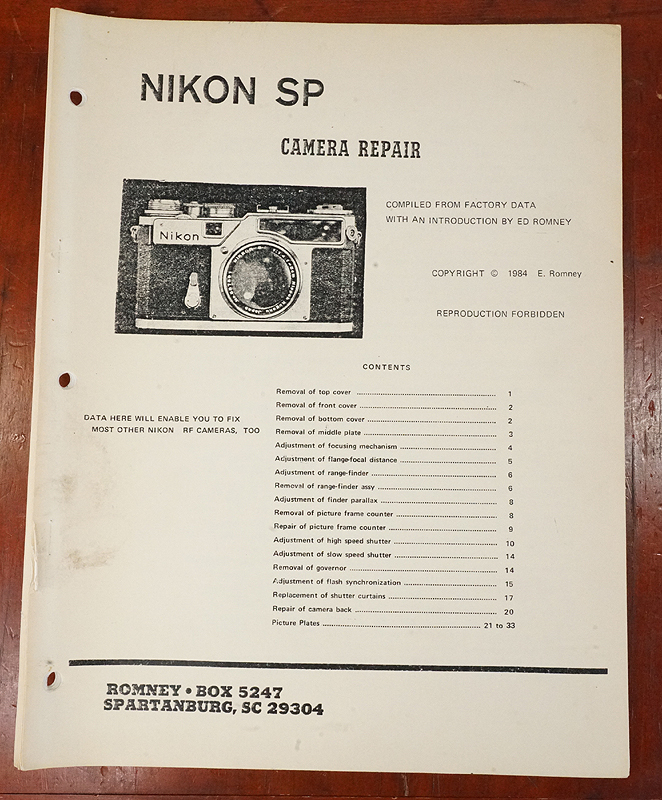 NIKON SP
CAMERA REPAIR
Nikon
COMPILED FROM FACTORY DATA
WITH AN INTRODUCTION BY ED ROMNEY
COPYRIGHT © 1984 E. Romney
REPRODUCTION FORBIDDEN
CONTENTS
DATA HERE WILL ENABLE YOU TO FIX
MOST OTHER NIKON RF CAMERAS, TOO
Removal of top cover ........ 1
Removal of front cover ........ 2
Removal of bottom cover ........ 2
Removal of middle plate ........ 3
Adjustment of focusing mechanism ........ 4
Adjustment of flange-focal distance ........ 5
Adjustment of range-finder ........ 6
Removal of range-finder assy ........ 6
Adjustment of finder parallax ........ 8
Removal of picture frame counter ........ 8
Repair of picture frame counter ........ 9
Adjustment of high speed shutter ........ 10
Adjustment of slow speed shutter ........ 14
Removal of governor ........ 14
Adjustment of flash synchronization ........ 15
Replacement of shutter curtains ........ 17
Repair of camera back ........ 20
Picture Plates ........ 21 to 33
ROMNEY • BOX 5247
SPARTANBURG, SC 29304